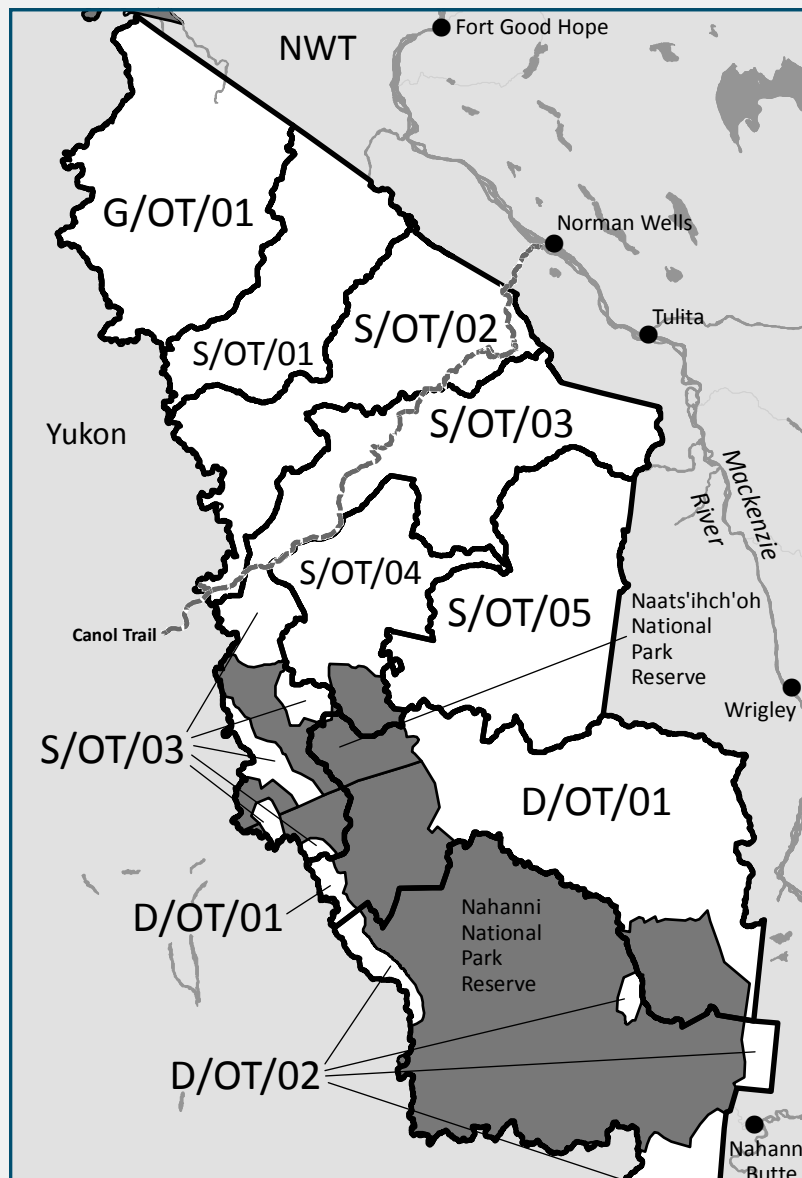 NWT
Fort Good Hope
G/OT/01
Norman Wells
Tulita
S/OT/02
S/OT/01
S/OT/03
Yukon
Mackenzie
River
S/OT/04
S/OT/05
Naats'ihch'oh
National
Park
Reserve
Canol Trail
Wrigley
S/OT/03
D/OT/01
D/OT/01
Nahanni
National
Park
Reserve
D/OT/02
Nahanni
Butte